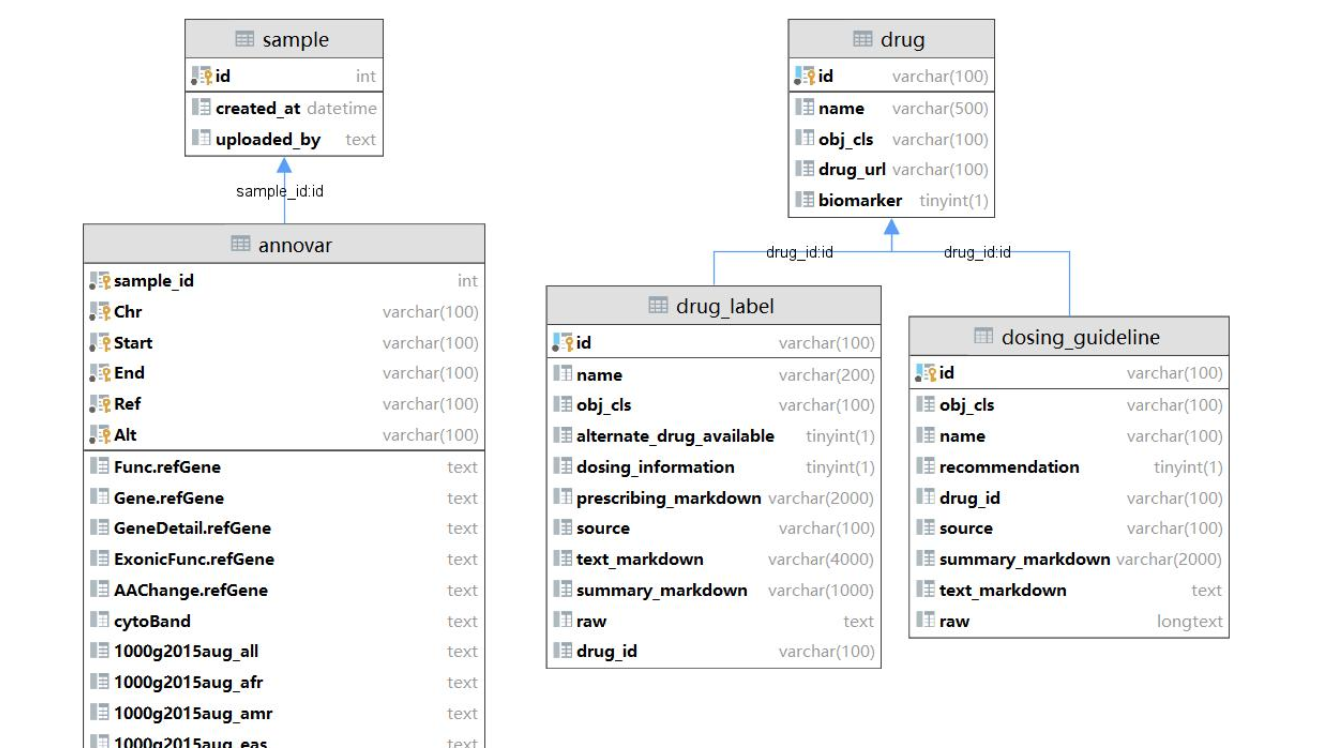 sample
id int
created_at datetime
uploaded_by text
sample_id:id
annovar
sample_id int
Chr varchar(100)
Start varchar(100)
End varchar(100)
Ref varchar(100)
Alt varchar(100)
Func.refGene text
Gene.refGene text
GeneDetail.refGene text
ExonicFunc.refGene text
AAChange.refGene text
cytoBand text
1000g2015aug_all text
1000g2015aug_afr text
1000g2015aug_amr text
1000g2015aug_eas text
drug
id varchar(100)
name varchar(500)
obj_cls varchar(100)
drug_url varchar(100)
biomarker tinyint(1)
drug_id:id
drug_id:id
drug_label
id varchar(100)
name varchar(200)
obj_cls varchar(100)
alternate_drug_available tinyint(1)
dosing_information tinyint(1)
prescribing_markdown varchar(2000)
source varchar(100)
text_markdown varchar(4000)
summary_markdown varchar(1000)
raw text
drug_id varchar(100)
dosing_guideline
id varchar(100)
obj_cls varchar(100)
name varchar(100)
recommendation tinyint(1)
drug_id varchar(100)
source varchar(100)
summary_markdown varchar(2000)
text_markdown text
raw longtext